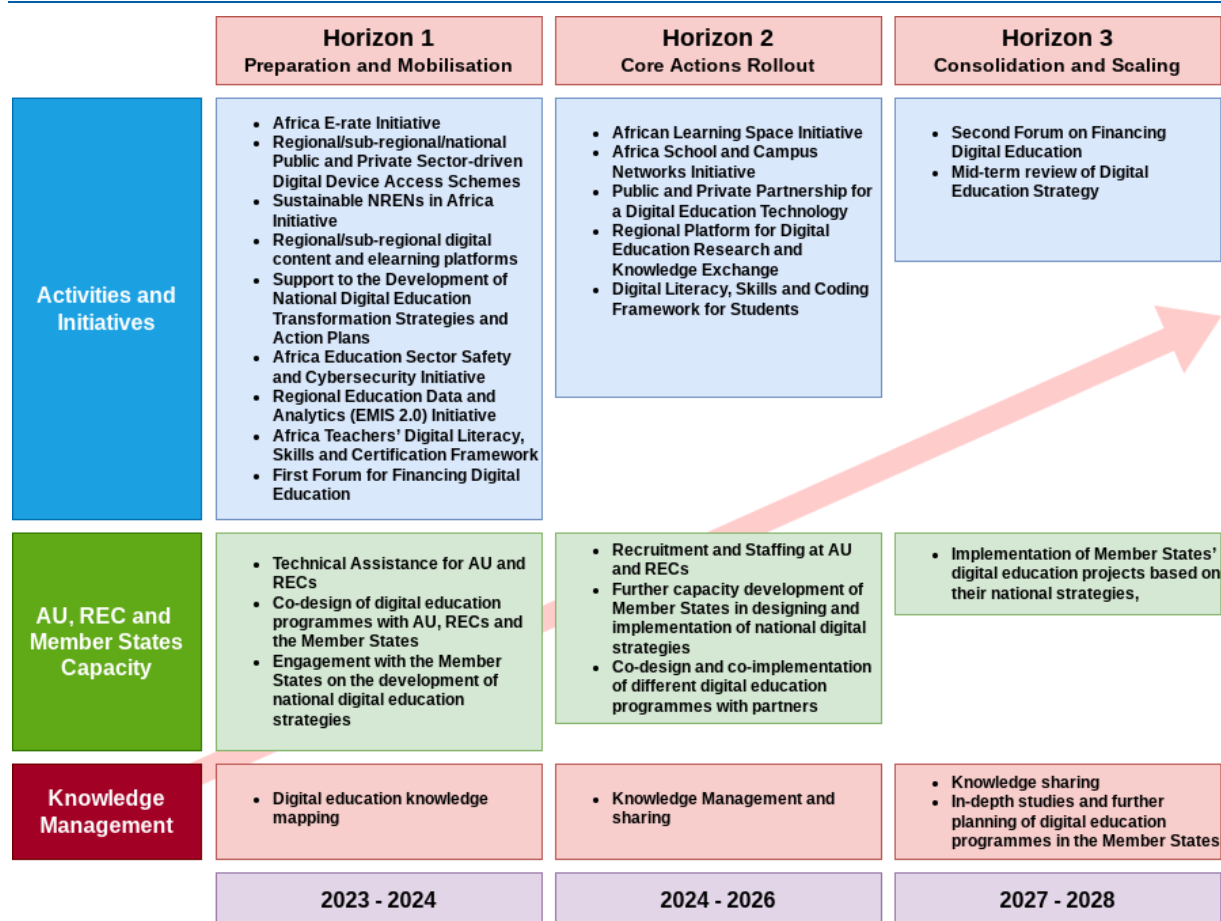 Horizon 1
Preparation and Mobilisation
Horizon 2
Core Actions Rollout
Horizon 3
Consolidation and Scaling
Activities and
Initiatives
• Africa E-rate Initiative
• Regional/sub-regional/national
Public and Private Sector-driven
Digital Device Access Schemes
• Sustainable NRENs in Africa
Initiative
• Regional/sub-regional digital
content and elearning platforms
• Support to the Development of
National Digital Education
Transformation Strategies and
Action Plans
• Africa Education Sector Safety
and Cybersecurity Initiative
• Regional Education Data and
Analytics (EMIS 2.0) Initiative
• Africa Teachers' Digital Literacy,
Skills and Certification Framework
• First Forum for Financing Digital
Education
• African Learning Space Initiative
• Africa School and Campus
Networks Initiative
• Public and Private Partnership for
a Digital Education Technology
• Regional Platform for Digital
Education Research and
Knowledge Exchange
• Digital Literacy, Skills and Coding
Framework for Students
• Second Forum on Financing
Digital Education
• Mid-term review of Digital
Education Strategy
AU, REC and
Member States
Capacity
• Technical Assistance for AU and
RECs
• Co-design of digital education
programmes with AU, RECs and
the Member States
• Engagement with the Member
States on the development of
national digital education
strategies
• Recruitment and Staffing at AU
and RECs
• Further capacity development of
Member States in designing and
implementation of national digital
strategies
• Co-design and co-implementation
of different digital education
programmes with partners
• Implementation of Member States'
digital education projects based on
their national strategies,
Knowledge
Management
• Digital education knowledge
mapping
• Knowledge Management and
sharing
• Knowledge sharing
• In-depth studies and further
planning of digital education
programmes in the Member States
2023 - 2024
2024 - 2026
2027 - 2028